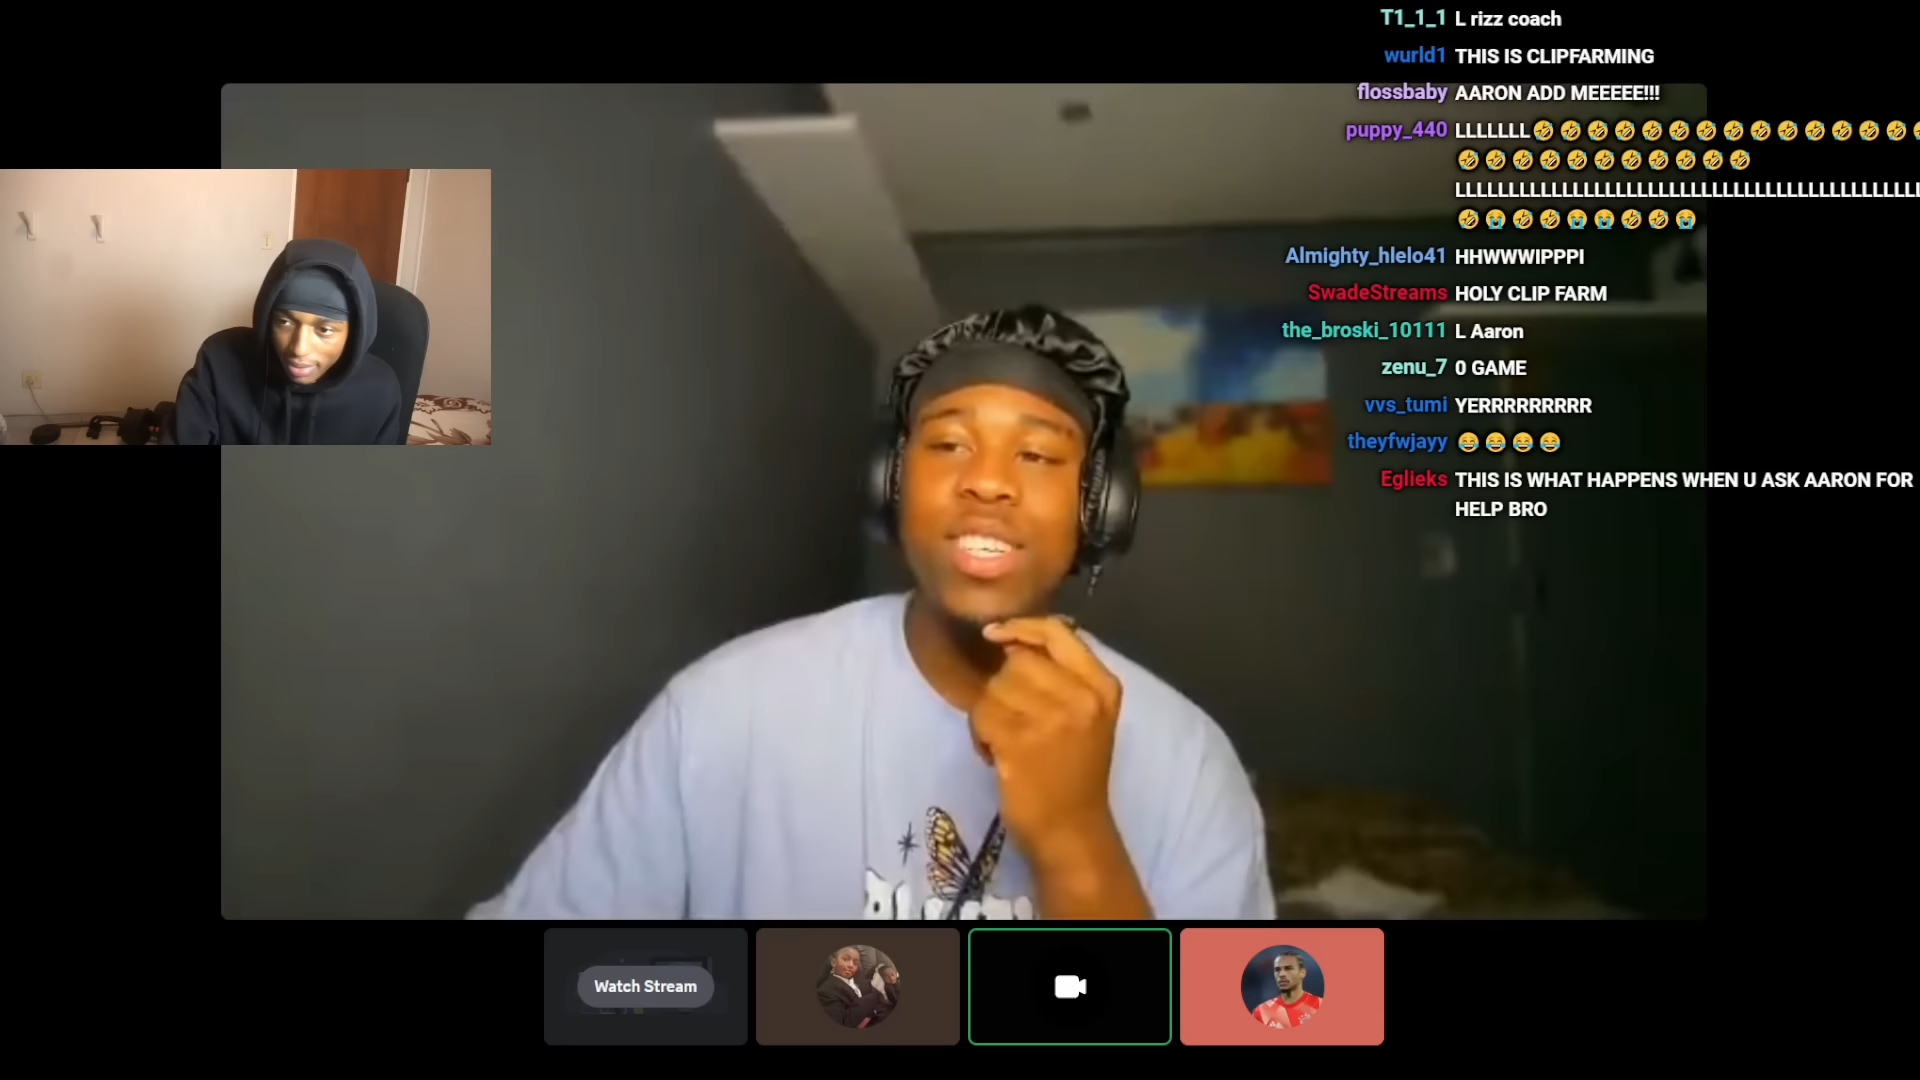 T1_1_1 L rizz coach
wurld1 THIS IS CLIPFARMING
flossbaby AARON ADD MEEEEE!!!
puppy_440 LLLLLLL🤣🤣🤣🤣🤣🤣🤣🤣🤣🤣🤣🤣🤣🤣🤣
🤣🤣🤣🤣🤣🤣🤣🤣🤣🤣🤣
LLLLLLLLLLLLLLLLLLLLLLLLLLLLLLLLLLLLLLLLLLL
🤣😭🤣🤣😭😭🤣🤣😭
Almighty_hlelo41 HHWWWIPPPI
SwadeStreams HOLY CLIP FARM
the_broski_10111 L Aaron
zenu_7 0 GAME
vvs_tumi YERRRRRRRRR
theyfwjayy 😂😂😂😂
Eglieks THIS IS WHAT HAPPENS WHEN U ASK AARON FOR
HELP BRO
Watch Stream